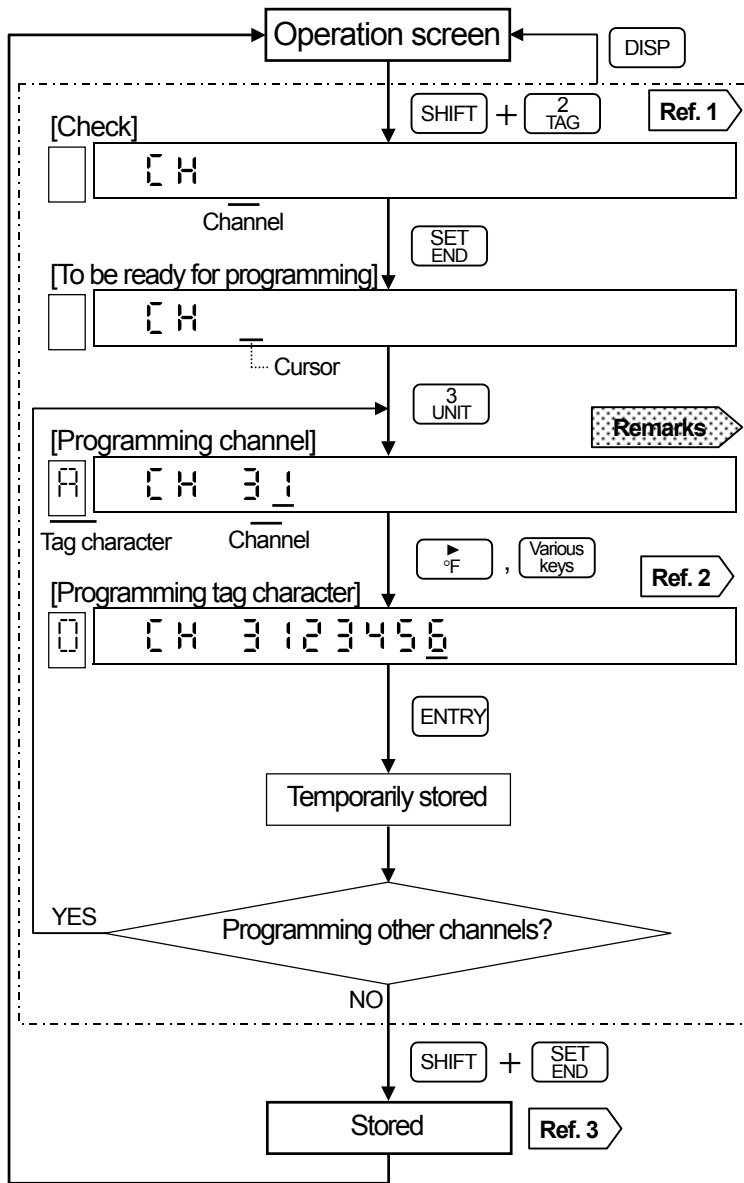 Operation screen
DISP
SHIFT + 2 TAG
Ref. 1
[Check]
CH
Channel
SET
END
[To be ready for programming]
CH
Cursor
3
UNIT
Remarks
[Programming channel]
A CH 31
Tag character
Channel
►
°F
,
Various
keys
Ref. 2
[Programming tag character]
0 CH 3123456
ENTRY
Temporarily stored
YES
Programming other channels?
NO
SHIFT + SET END
Stored
Ref. 3